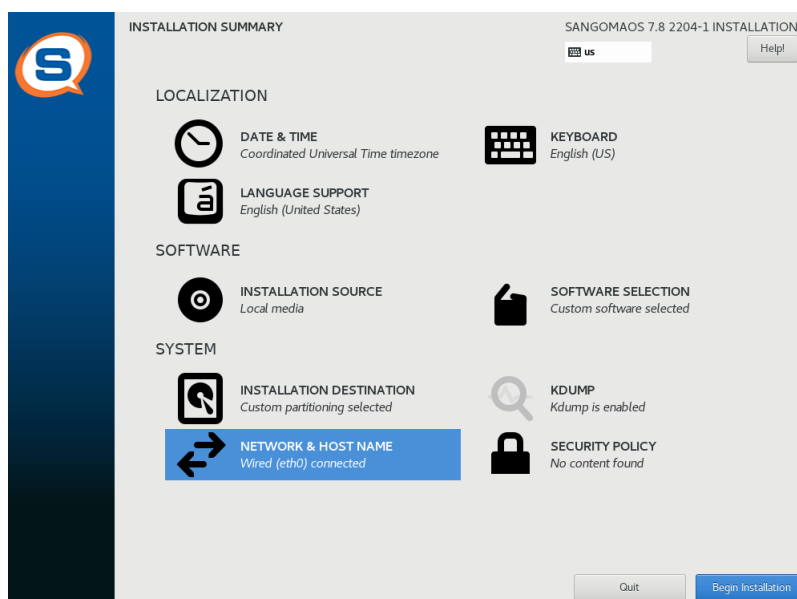 INSTALLATION SUMMARY
SANGOMAOS 7.8 2204-1 INSTALLATION
us
Help!
S
LOCALIZATION
DATE & TIME
Coordinated Universal Time timezone
KEYBOARD
English (US)
á
LANGUAGE SUPPORT
English (United States)
SOFTWARE
INSTALLATION SOURCE
Local media
SOFTWARE SELECTION
Custom software selected
SYSTEM
INSTALLATION DESTINATION
Custom partitioning selected
KDUMP
Kdump is enabled
NETWORK & HOST NAME
Wired (eth0) connected
SECURITY POLICY
No content found
Quit
Begin Installation